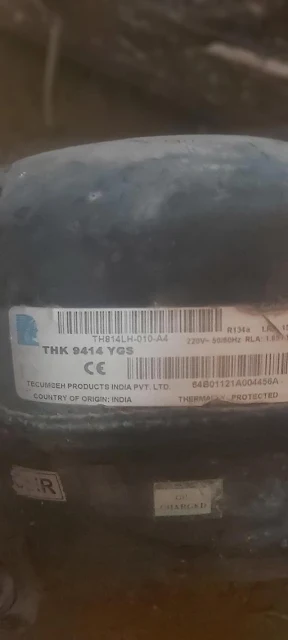 TH814LH-010-A4
R134a
220V~ 50/60Hz RLA:
THK 9414 YGS
CE
TECUMSEH PRODUCTS INDIA PVT. LTD.
64B01121A004456A
COUNTRY OF ORIGIN: INDIA
THERMALLY PROTECTED